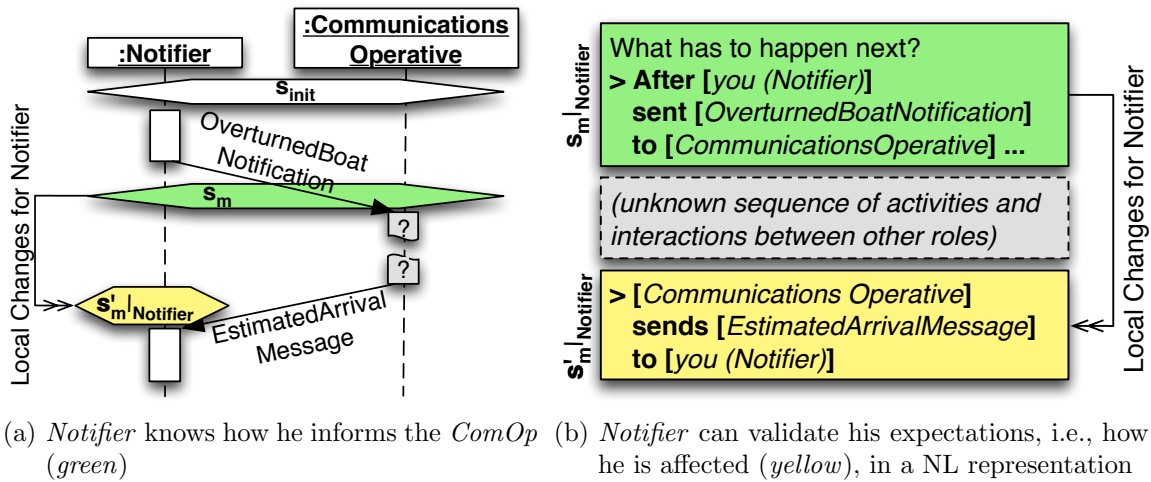 :Notifier
:Communications
Operative
s_init
OverturnedBoat
Notification
s_m
?
?
s'_m|Notifier
EstimatedArrival
Message
Local Changes for Notifier
(a) Notifier knows how he informs the ComOp
(green)
s_m|Notifier
What has to happen next?
> After [you (Notifier)]
sent [OverturnedBoatNotification]
to [CommunicationsOperative] ...
(unknown sequence of activities and
interactions between other roles)
s'_m|Notifier
> [Communications Operative]
sends [EstimatedArrivalMessage]
to [you (Notifier)]
Local Changes for Notifier
(b) Notifier can validate his expectations, i.e., how
he is affected (yellow), in a NL representation